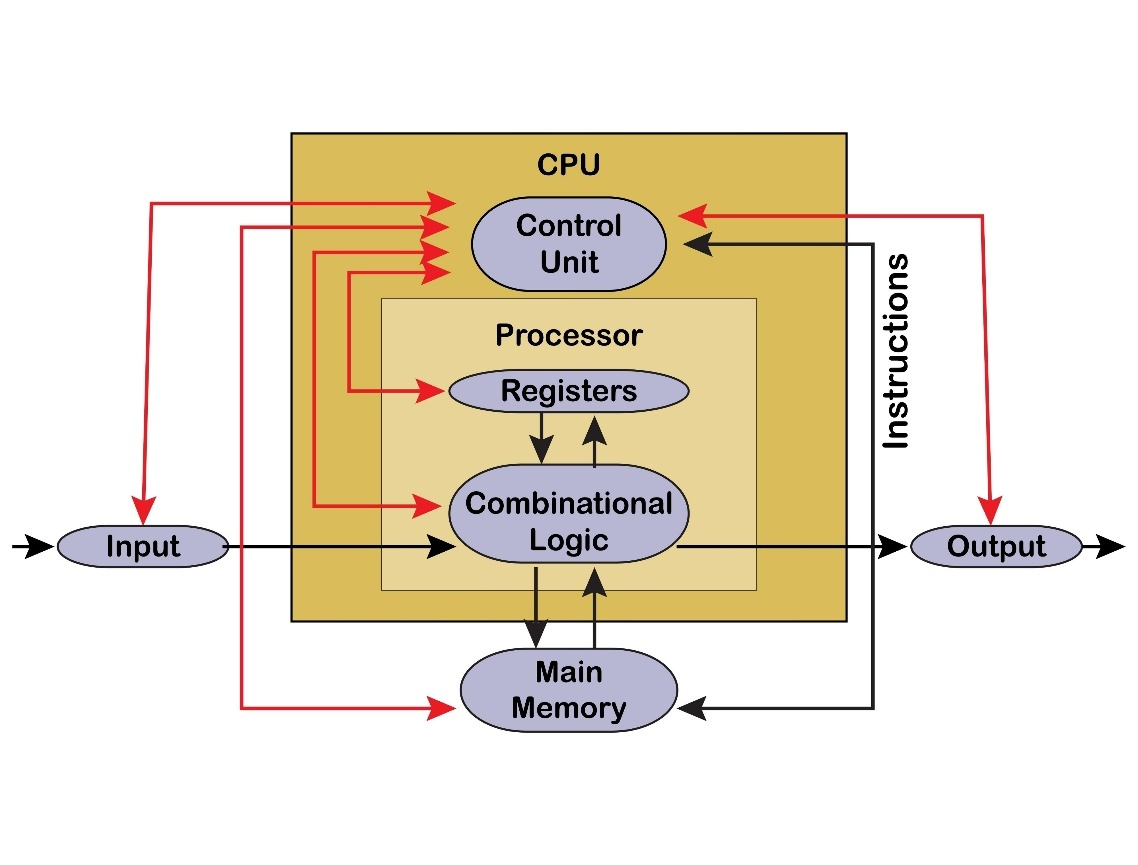 CPU
Control
Unit
Instructions
Processor
Registers
Combinational
Logic
Input
Output
Main
Memory